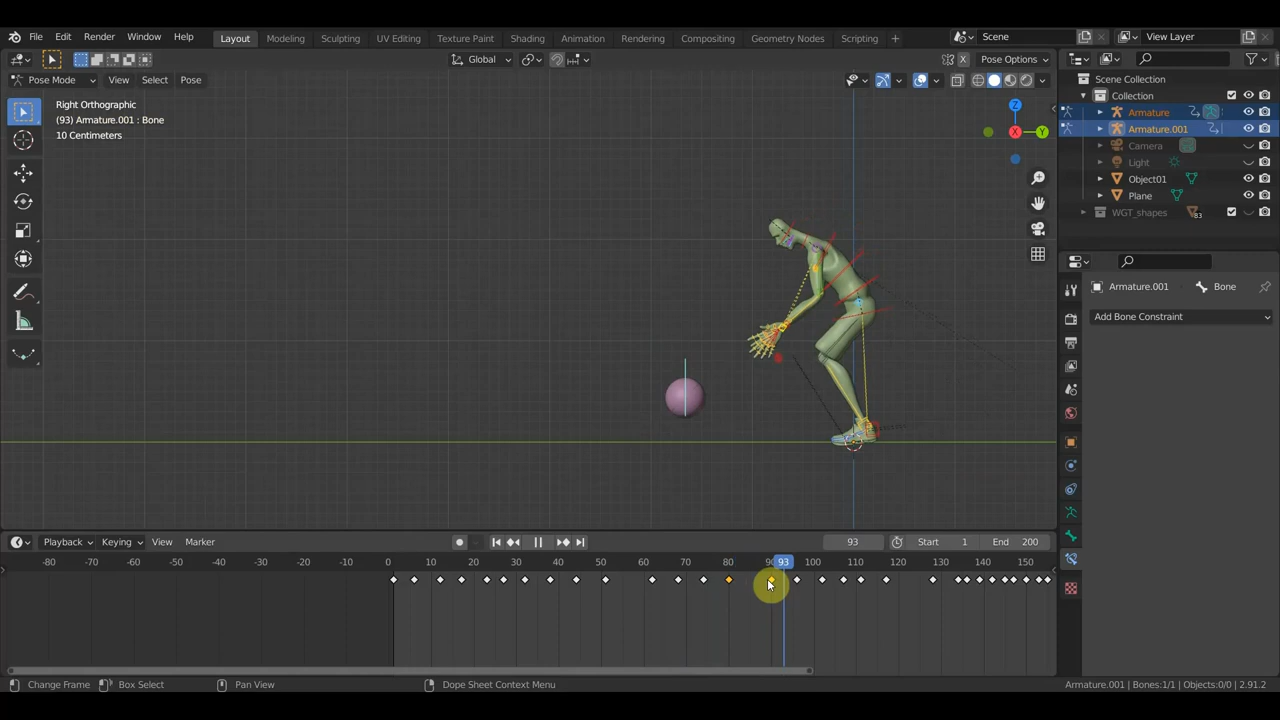 File Edit Render Window Help Layout Modeling Sculpting UV Editing Texture Paint Shading Animation Rendering Compositing Geometry Nodes Scripting + Scene View Layer
Global Pose Options
Pose Mode View Select Pose
Right Orthographic
(93) Armature.001 : Bone
10 Centimeters
Z
X
Y
Scene Collection
Collection
Armature
Armature.001
Camera
Light
Object01
Plane
WGT_shapes 83
Armature.001 Bone
Add Bone Constraint
Playback Keying View Marker 93 Start 1 End 200
-80 -70 -60 -50 -40 -30 -20 -10 0 10 20 30 40 50 60 70 80 90 93 100 110 120 130 140 150
Change Frame Box Select Pan View Dope Sheet Context Menu Armature.001 | Bones:1/1 | Objects:0/0 | 2.91.2